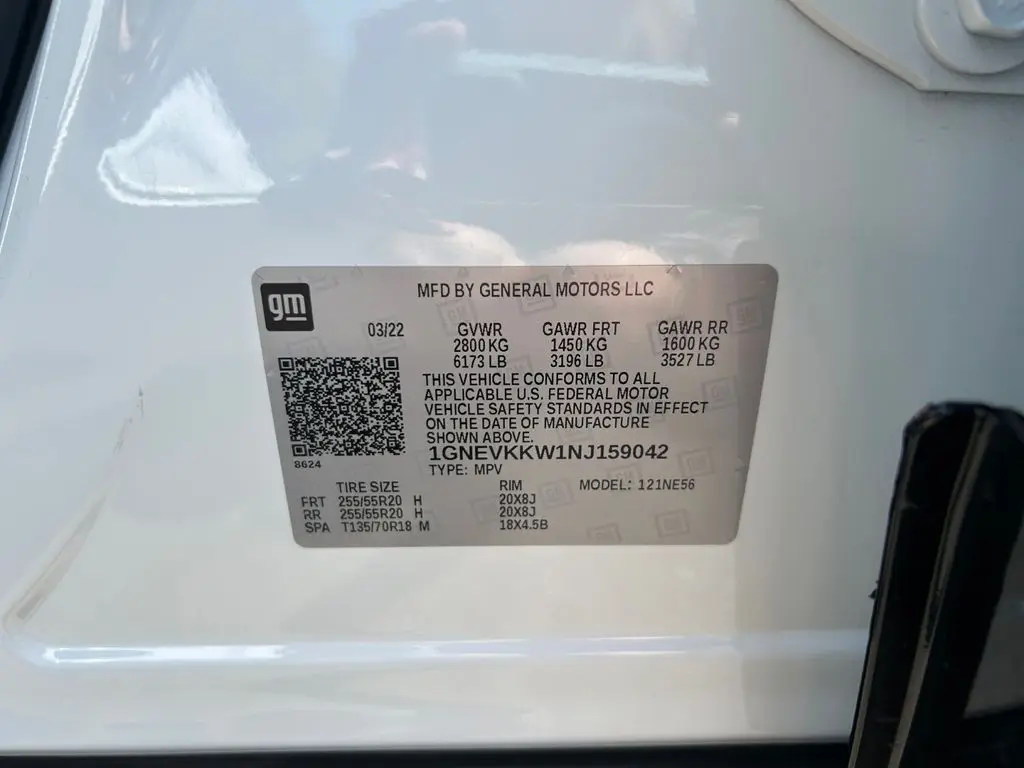 gm
MFD BY GENERAL MOTORS LLC
03/22 GVWR GAWR FRT GAWR RR
2800 KG 1450 KG 1600 KG
6173 LB 3196 LB 3527 LB
THIS VEHICLE CONFORMS TO ALL
APPLICABLE U.S. FEDERAL MOTOR
VEHICLE SAFETY STANDARDS IN EFFECT
ON THE DATE OF MANUFACTURE
SHOWN ABOVE.
1GNEVKKW1NJ159042
8624
TYPE: MPV
TIRE SIZE RIM MODEL: 121NE56
FRT 255/55R20 H 20X8J
RR 255/55R20 H 20X8J
SPA T135/70R18 M 18X4.5B